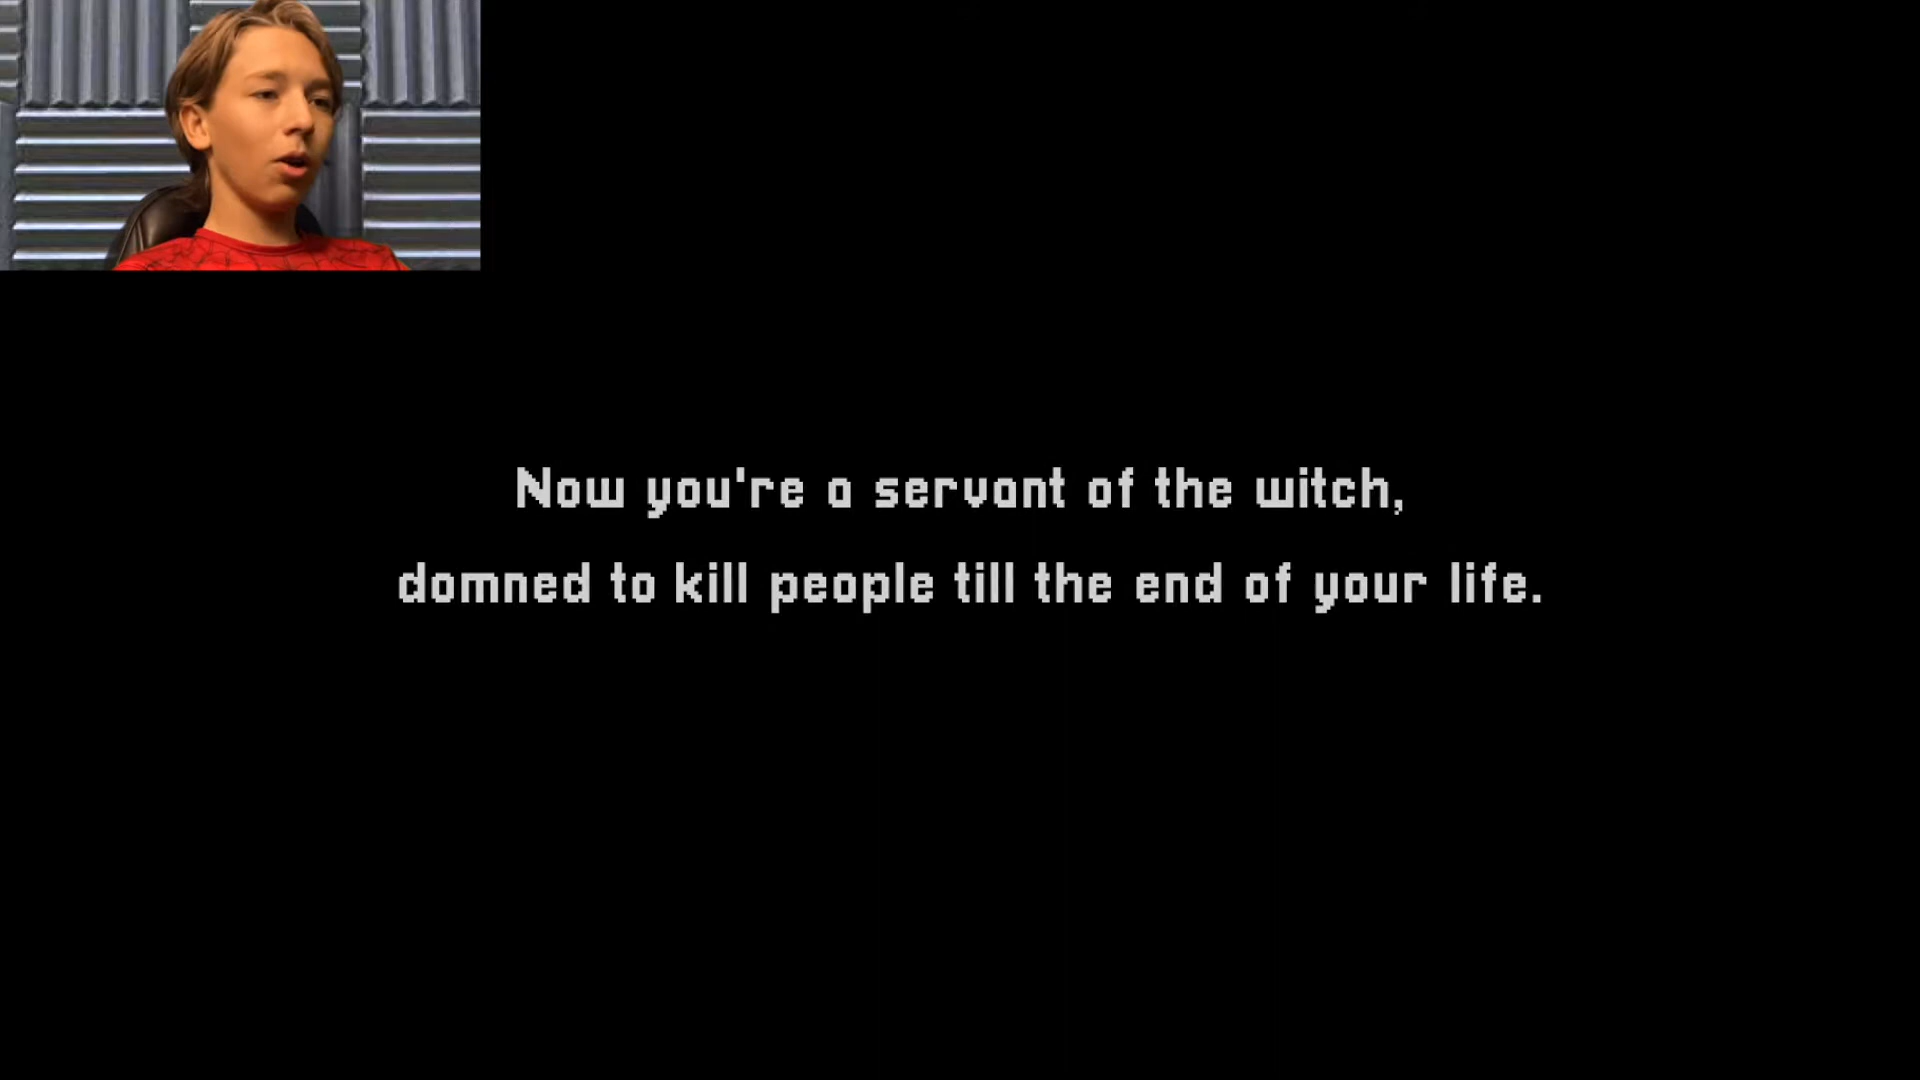 Now you're a servant of the witch,
domned to kill people till the end of your life.